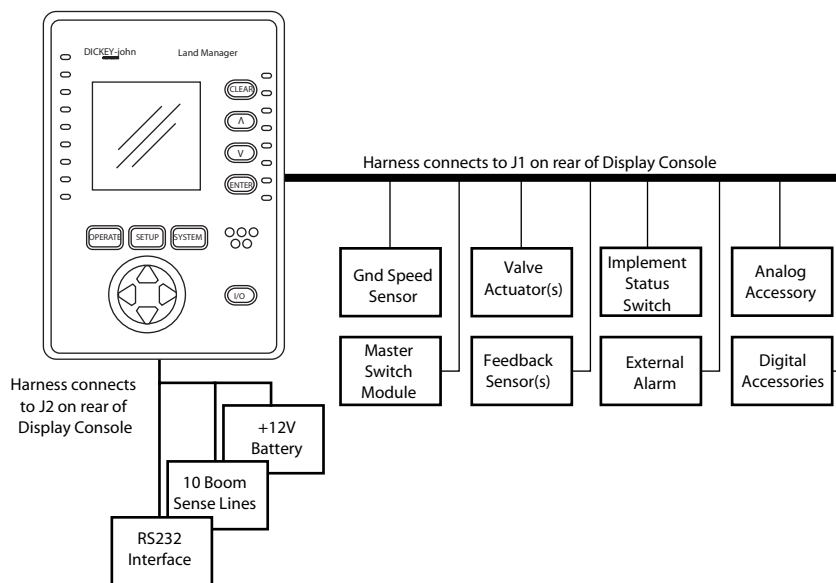 DICKEY-john Land Manager
CLEAR
Λ
V
ENTER
OPERATE SETUP SYSTEM
I/O
Harness connects to J1 on rear of Display Console
Gnd Speed
Sensor
Valve
Actuator(s)
Implement
Status
Switch
Analog
Accessory
Master
Switch
Module
Feedback
Sensor(s)
External
Alarm
Digital
Accessories
Harness connects
to J2 on rear of
Display Console
+12V
Battery
10 Boom
Sense Lines
RS232
Interface